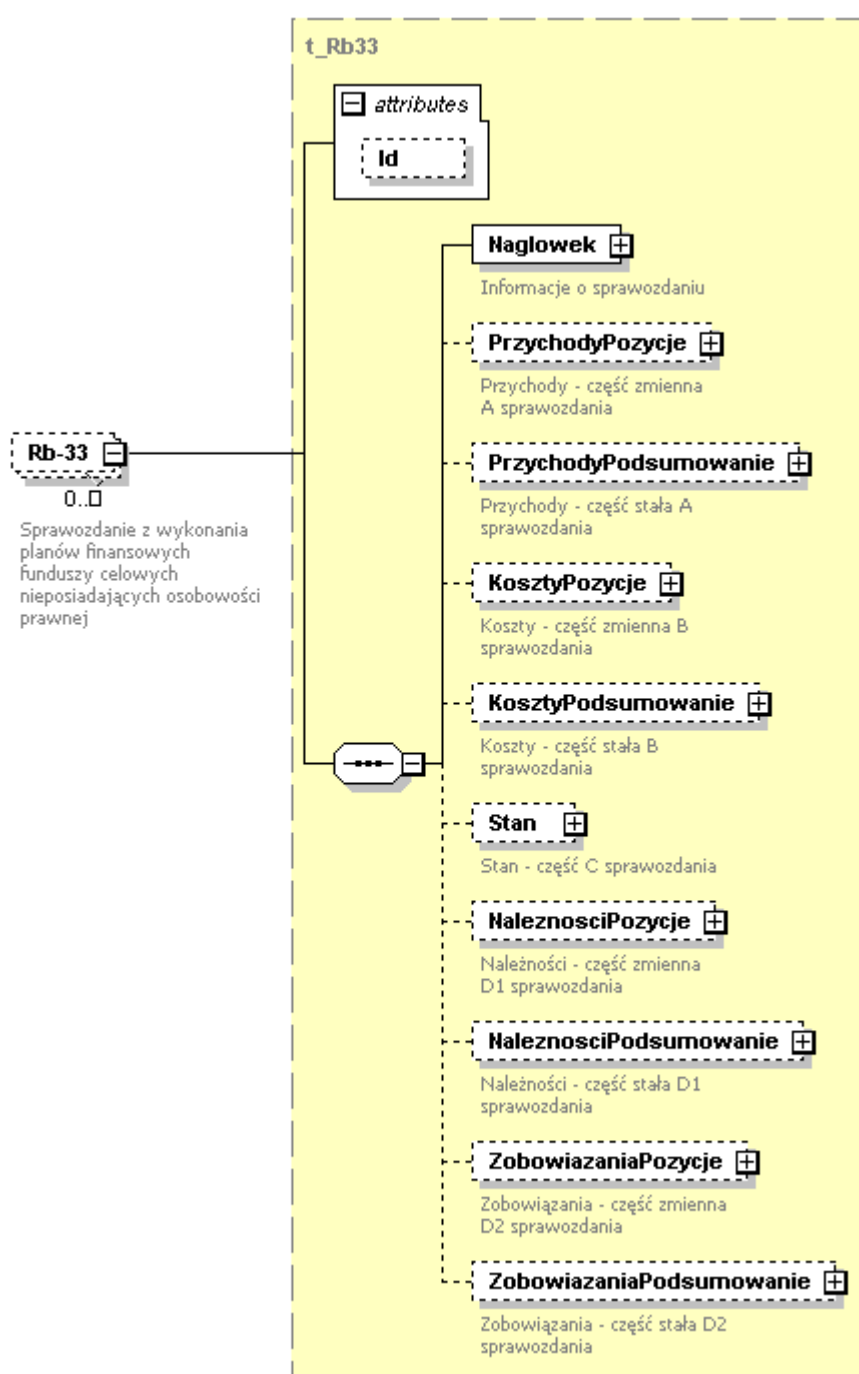 t_Rb33
attributes
Id
Naglowek
Informacje o sprawozdaniu
PrzychodyPozycje
Przychody - część zmienna
A sprawozdania
PrzychodyPodsumowanie
Przychody - część stała A
sprawozdania
Rb-33
0..
Sprawozdanie z wykonania
planów finansowych
funduszy celowych
nieposiadających osobowości
prawnej
KosztyPozycje
Koszty - część zmienna B
sprawozdania
KosztyPodsumowanie
Koszty - część stała B
sprawozdania
Stan
Stan - część C sprawozdania
NaleznosciPozycje
Należności - część zmienna
D1 sprawozdania
NaleznosciPodsumowanie
Należności - część stała D1
sprawozdania
ZobowiazaniaPozycje
Zobowiązania - część zmienna
D2 sprawozdania
ZobowiazaniaPodsumowanie
Zobowiązania - część stała D2
sprawozdania